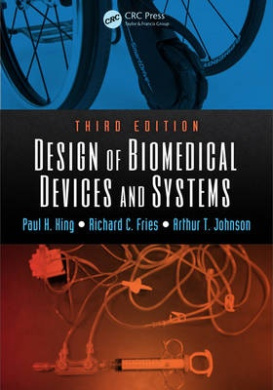 CRC
CRC Press
Taylor & Francis Group
THIRD EDITION
DESIGN OF BIOMEDICAL
DEVICES AND SYSTEMS
Paul H. King • Richard C. Fries • Arthur T. Johnson